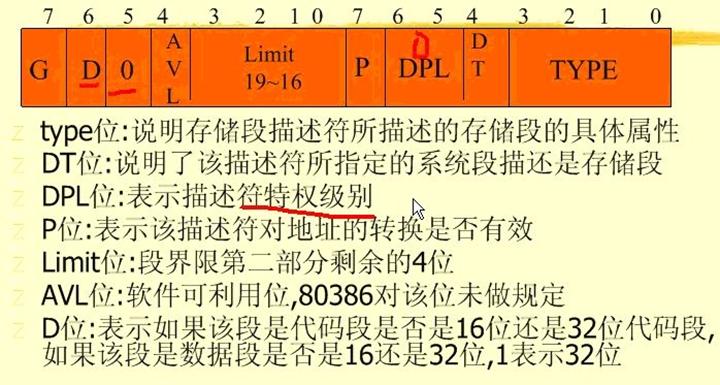 7 6 5 4 3 2 1 0 7 6 5 4 3 2 1 0
G D 0 AVL Limit 19~16 P DPL DT TYPE
type位:说明存储段描述符所描述的存储段的具体属性
DT位:说明了该描述符所指定的系统段描还是存储段
DPL位:表示描述符特权级别
P位:表示该描述符对地址的转换是否有效
Limit位:段界限第二部分剩余的4位
AVL位:软件可利用位,80386对该位未做规定
D位:表示如果该段是代码段是否是16位还是32位代码段,
如果该段是数据段是否是16还是32位,1表示32位